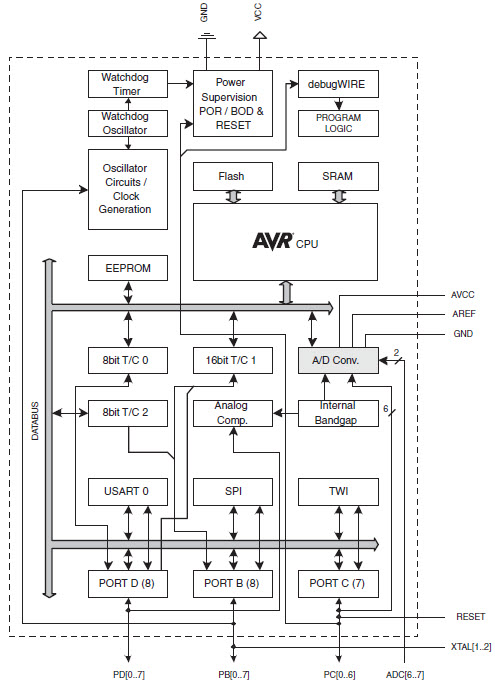 GND
VCC
Watchdog
Timer
Power
Supervision
POR / BOD &
RESET
debugWIRE
Watchdog
Oscillator
PROGRAM
LOGIC
Oscillator
Circuits /
Clock
Generation
Flash
SRAM
AVR CPU
EEPROM
AVCC
AREF
GND
8bit T/C 0
16bit T/C 1
A/D Conv.
2
8bit T/C 2
Analog
Comp.
Internal
Bandgap
6
DATABUS
USART 0
SPI
TWI
PORT D (8)
PORT B (8)
PORT C (7)
RESET
XTAL[1..2]
PD[0..7]
PB[0..7]
PC[0..6]
ADC[6..7]